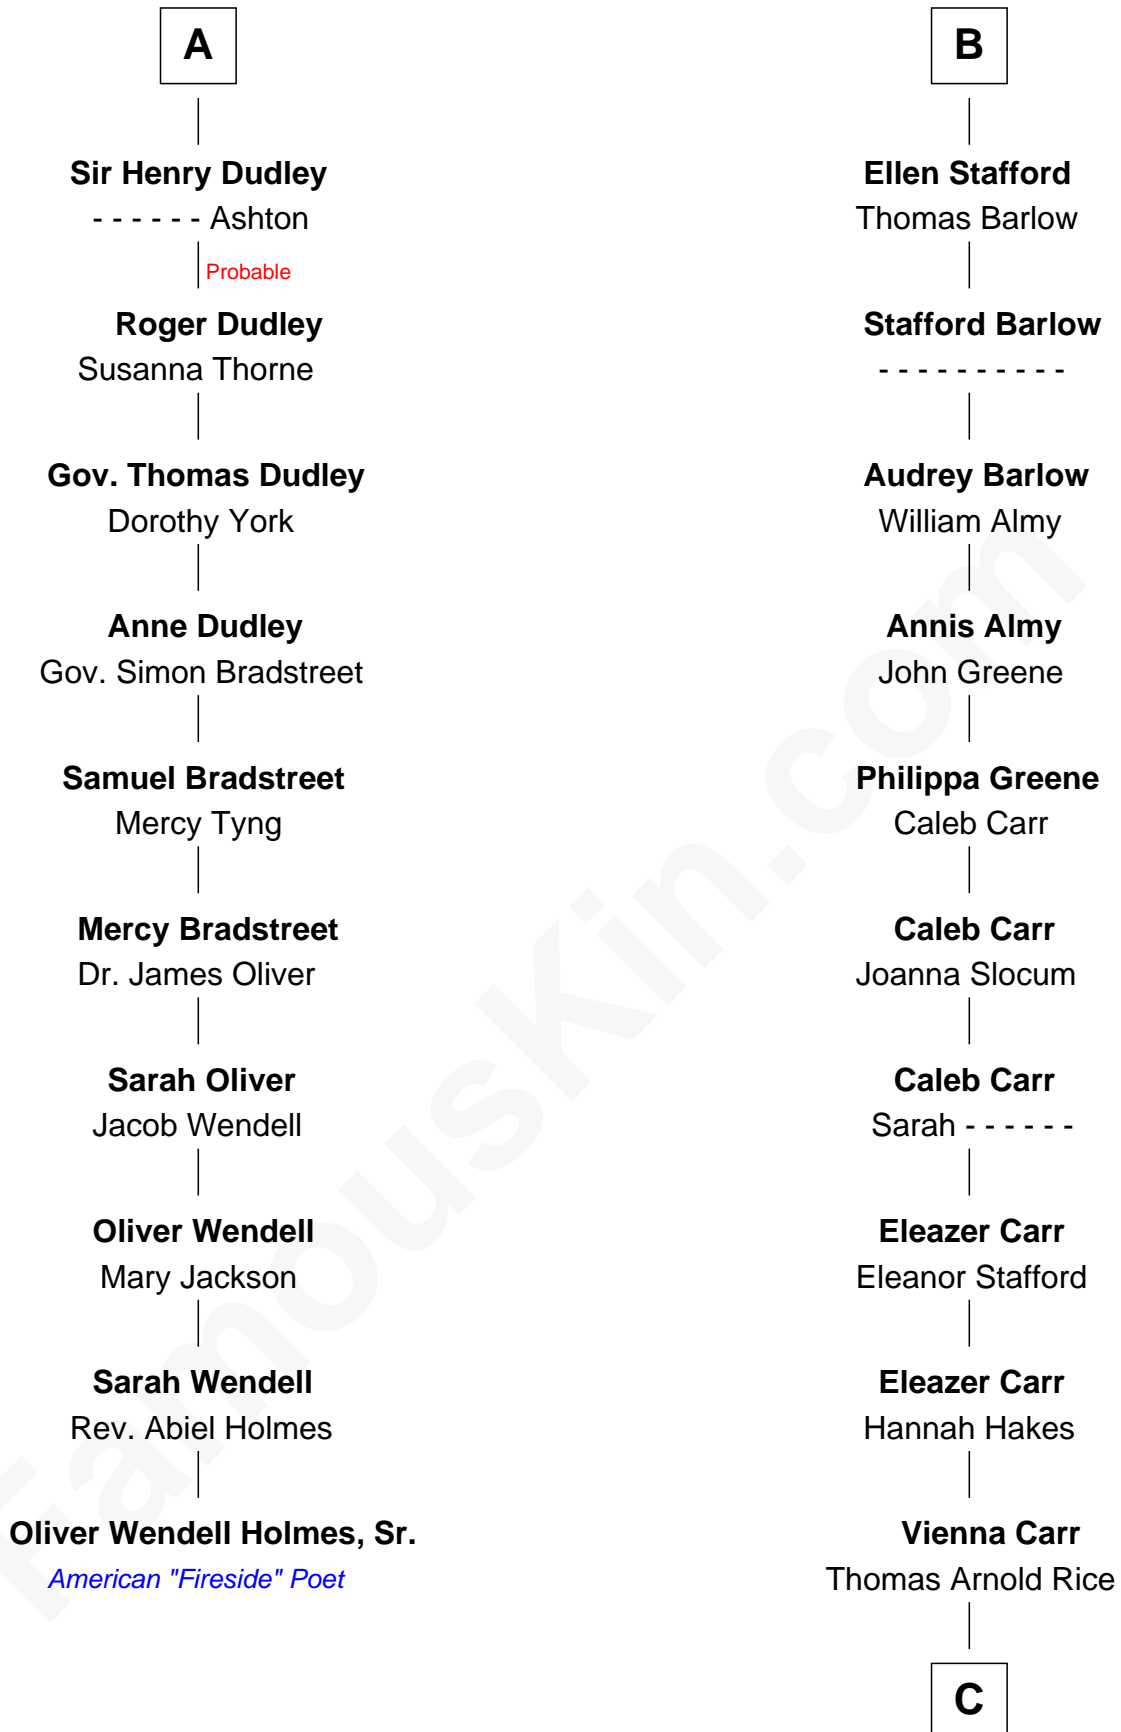 A
Sir Henry Dudley
- - - - - - Ashton
Probable
Roger Dudley
Susanna Thorne
Gov. Thomas Dudley
Dorothy York
Anne Dudley
Gov. Simon Bradstreet
Samuel Bradstreet
Mercy Tyng
Mercy Bradstreet
Dr. James Oliver
Sarah Oliver
Jacob Wendell
Oliver Wendell
Mary Jackson
Sarah Wendell
Rev. Abiel Holmes
Oliver Wendell Holmes, Sr.
American "Fireside" Poet
B
Ellen Stafford
Thomas Barlow
Stafford Barlow
- - - - - - - - - -
Audrey Barlow
William Almy
Annis Almy
John Greene
Philippa Greene
Caleb Carr
Caleb Carr
Joanna Slocum
Caleb Carr
Sarah - - - - - -
Eleazer Carr
Eleanor Stafford
Eleazer Carr
Hannah Hakes
Vienna Carr
Thomas Arnold Rice
C
FamousKin.com